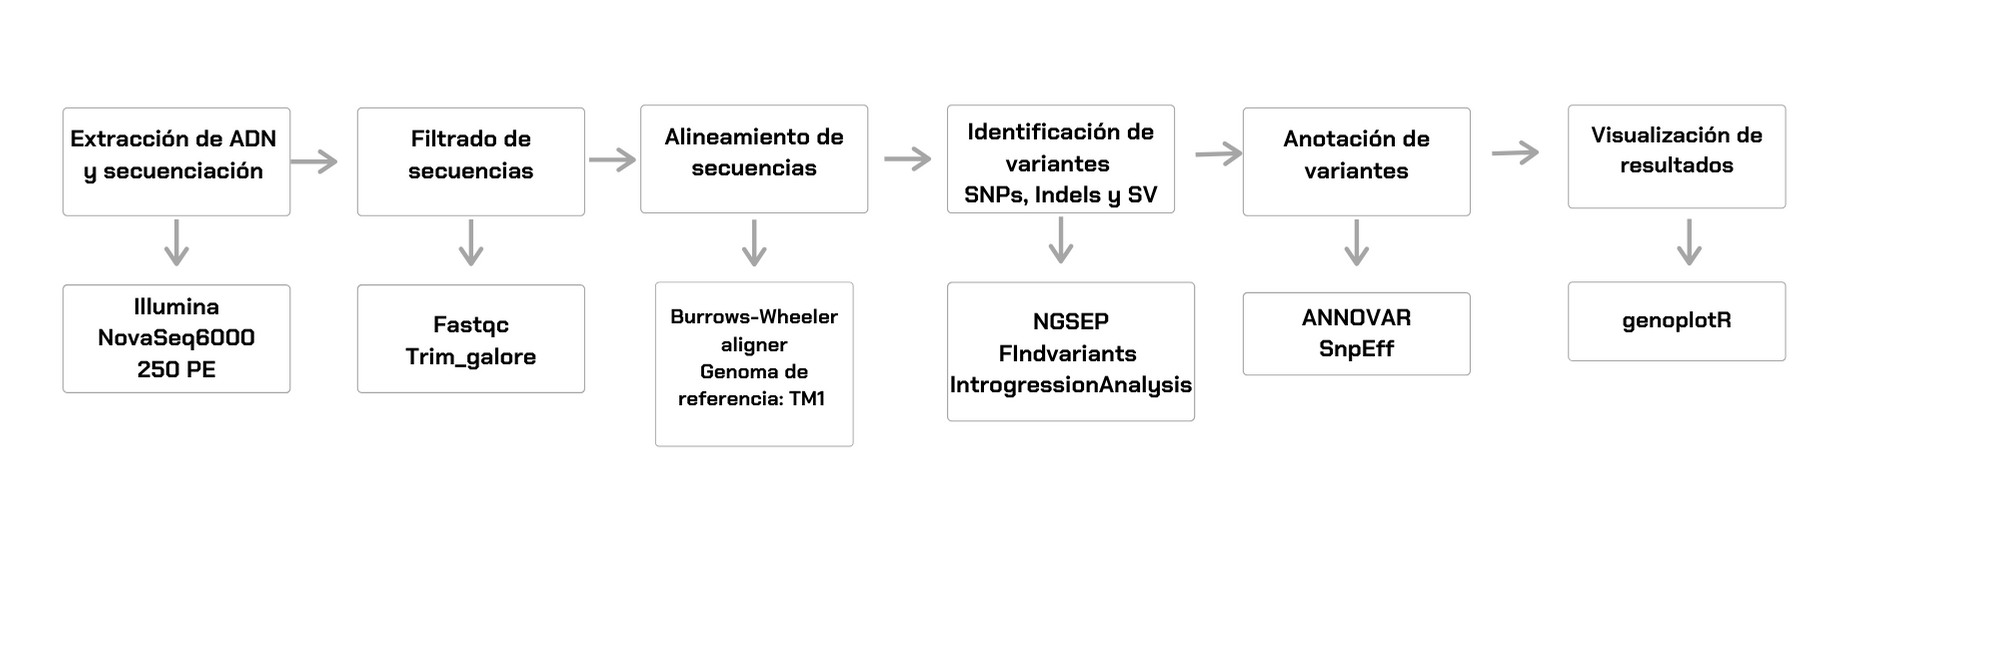 Extracción de ADN
y secuenciación
Filtrado de
secuencias
Alineamiento de
secuencias
Identificación de
variantes
SNPs, Indels y SV
Anotación de
variantes
Visualización de
resultados
Illumina
NovaSeq6000
250 PE
Fastqc
Trim_galore
Burrows-Wheeler
aligner
Genoma de
referencia: TM1
NGSEP
FIndvariants
IntrogressionAnalysis
ANNOVAR
SnpEff
genoplotR